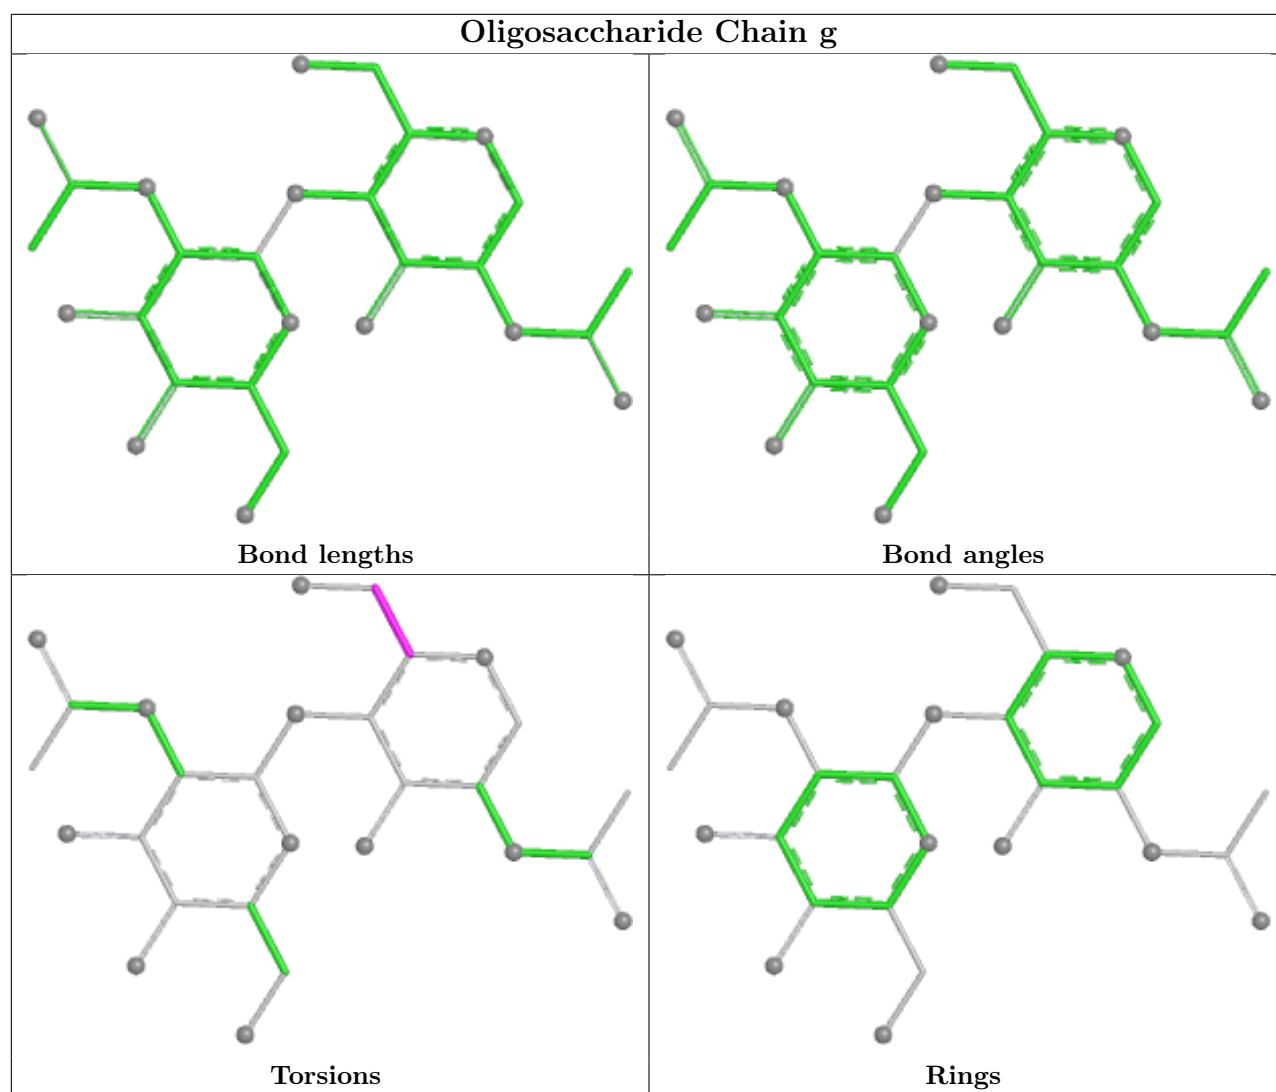 Oligosaccharide Chain g
Bond lengths
Bond angles
Torsions
Rings